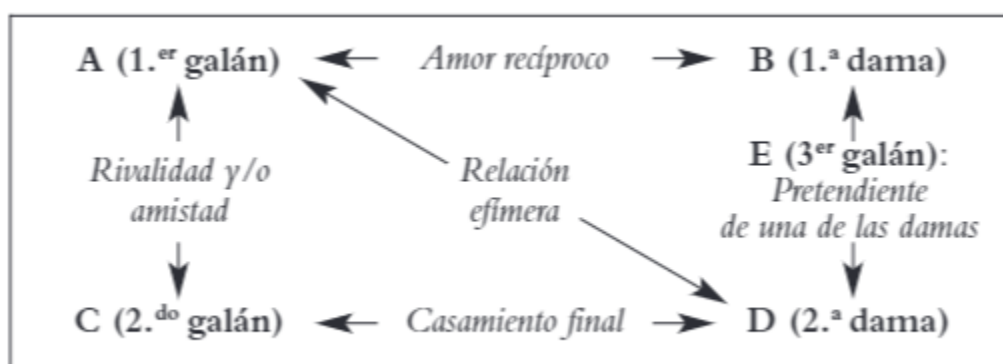 A (1.er galán)
Amor recíproco
B (1.ª dama)
Rivalidad y/o
amistad
Relación
efímera
E (3er galán):
Pretendiente
de una de las damas
C (2.do galán)
Casamiento final
D (2.ª dama)